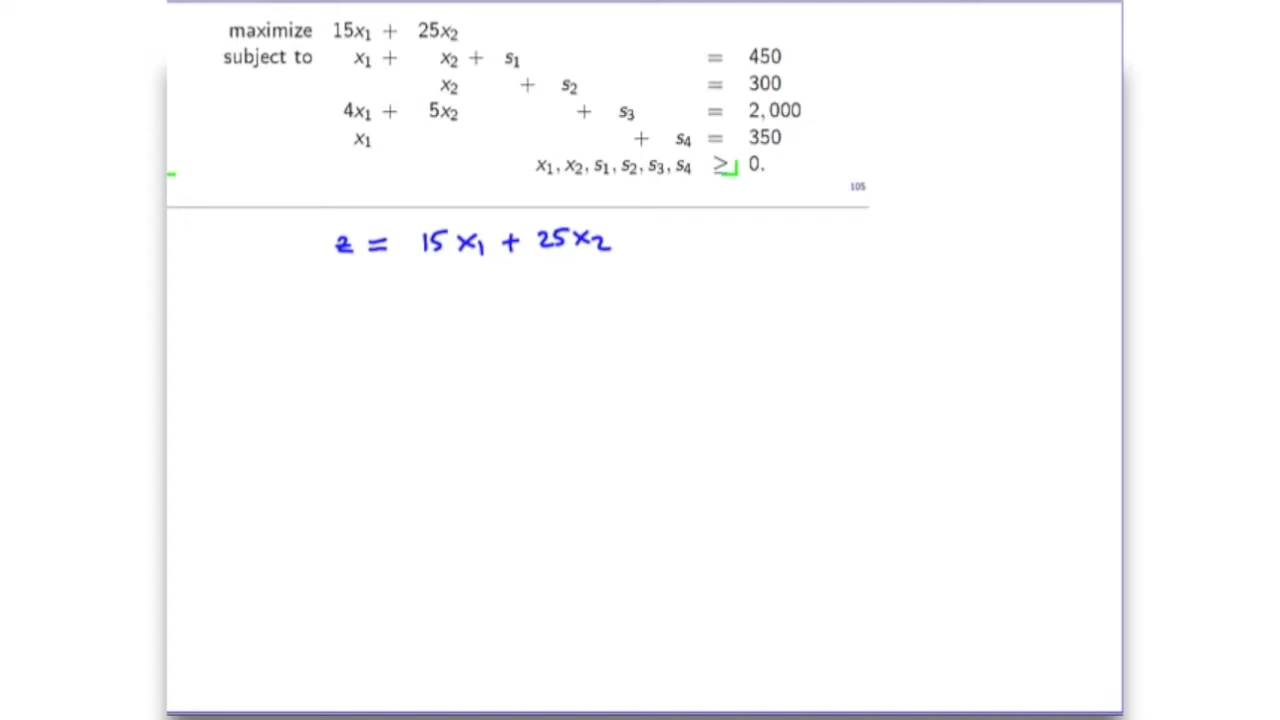 maximize 15x₁ + 25x₂
subject to x₁ + x₂ + s₁ = 450
x₂ + s₂ = 300
4x₁ + 5x₂ + s₃ = 2,000
x₁ + s₄ = 350
x₁, x₂, s₁, s₂, s₃, s₄ ≥ 0.
105
z = 15x₁ + 25x₂